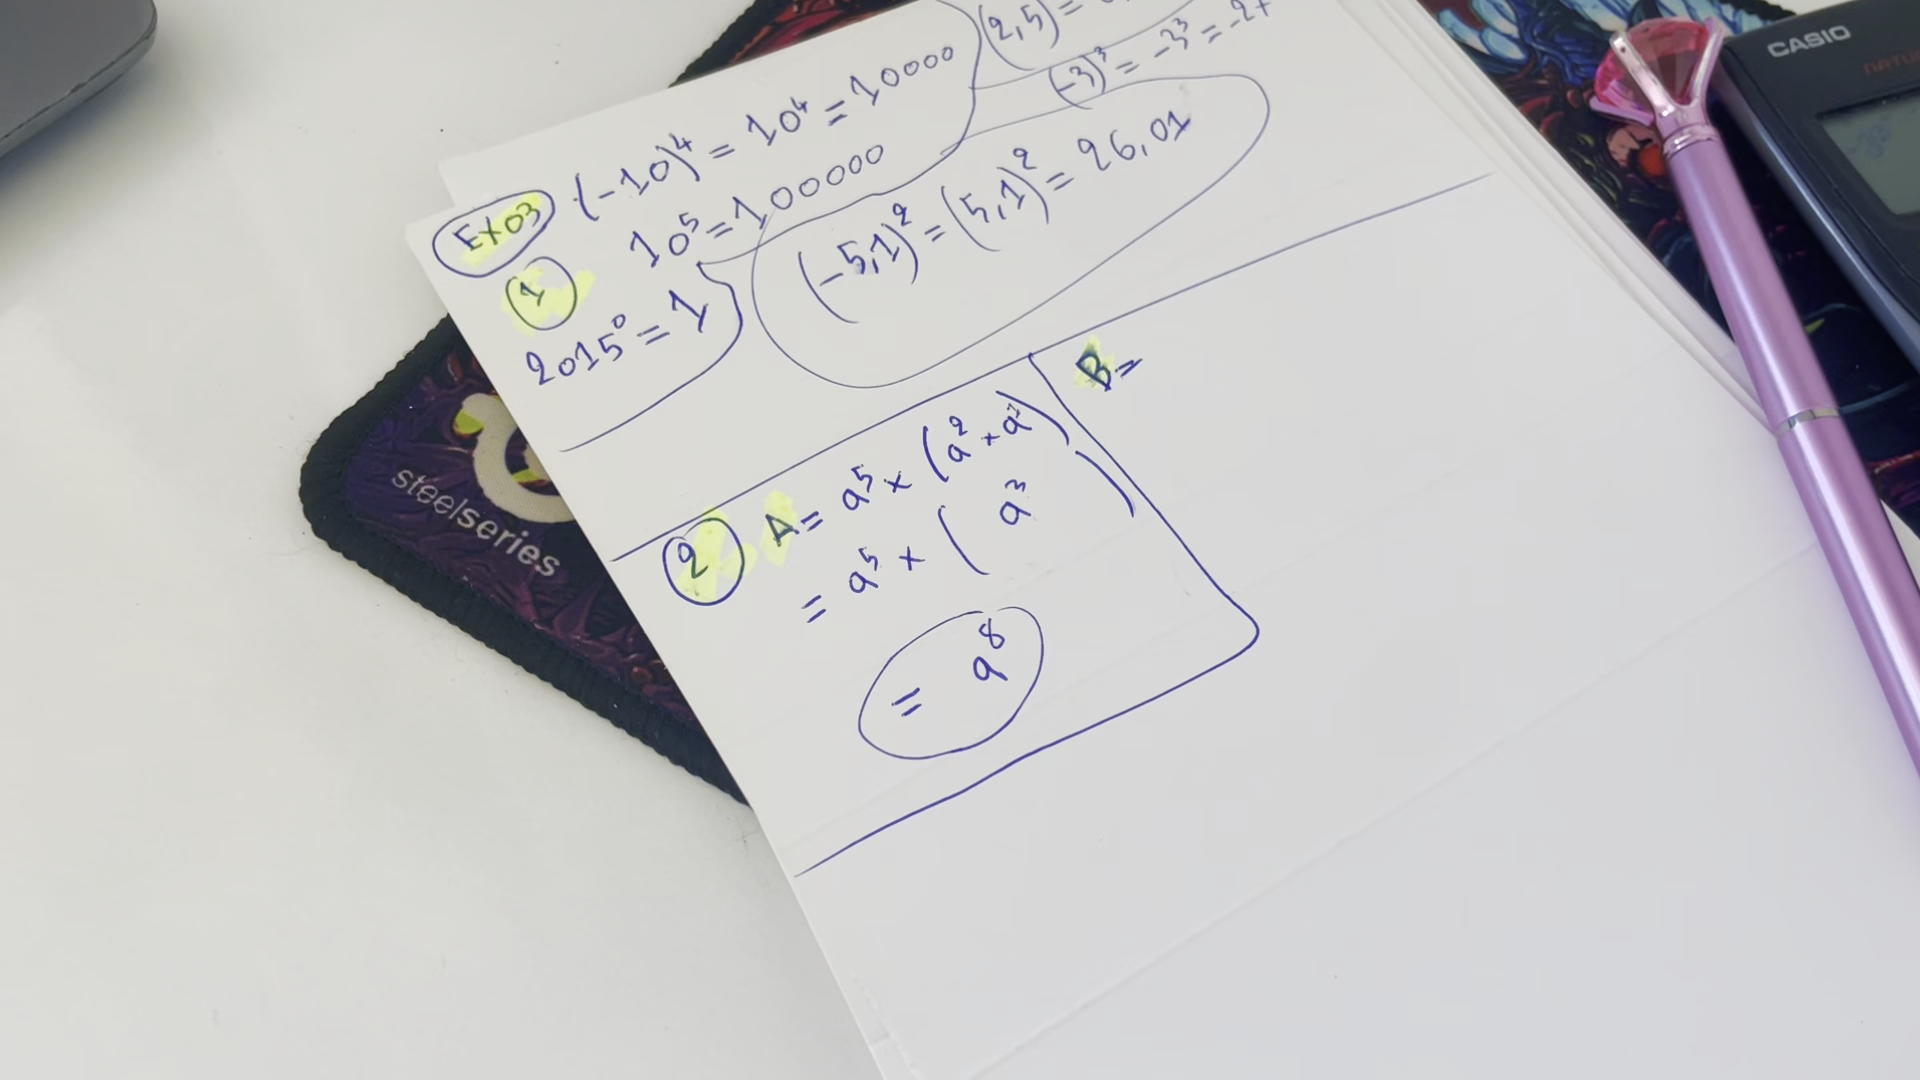 (2,5) =
(-3)³ = -3³ = -27
EXO3 (-10)⁴ = 10⁴ = 10000
1 10⁵ = 100000
2015⁰ = 1
(-5,1)² = (5,1)² = 26,01
2 A = a⁵ × (a² × a¹)
= a⁵ × ( a³ )
= a⁸
B =
steelseries
CASIO